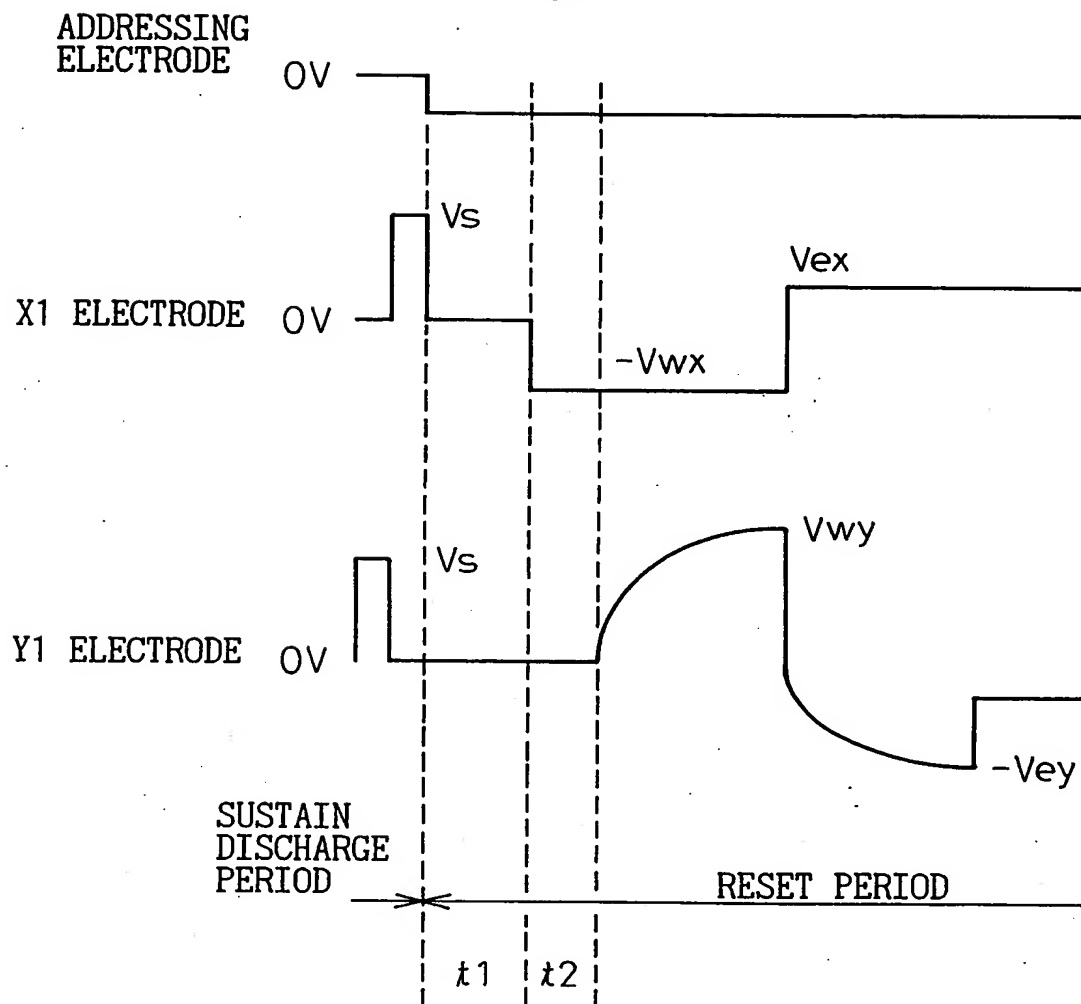 ADDRESSING
ELECTRODE
0V
Vs
Vex
X1 ELECTRODE 0V
-Vwx
Vwy
Vs
Y1 ELECTRODE 0V
-Vey
SUSTAIN
DISCHARGE
PERIOD
RESET PERIOD
t1 t2